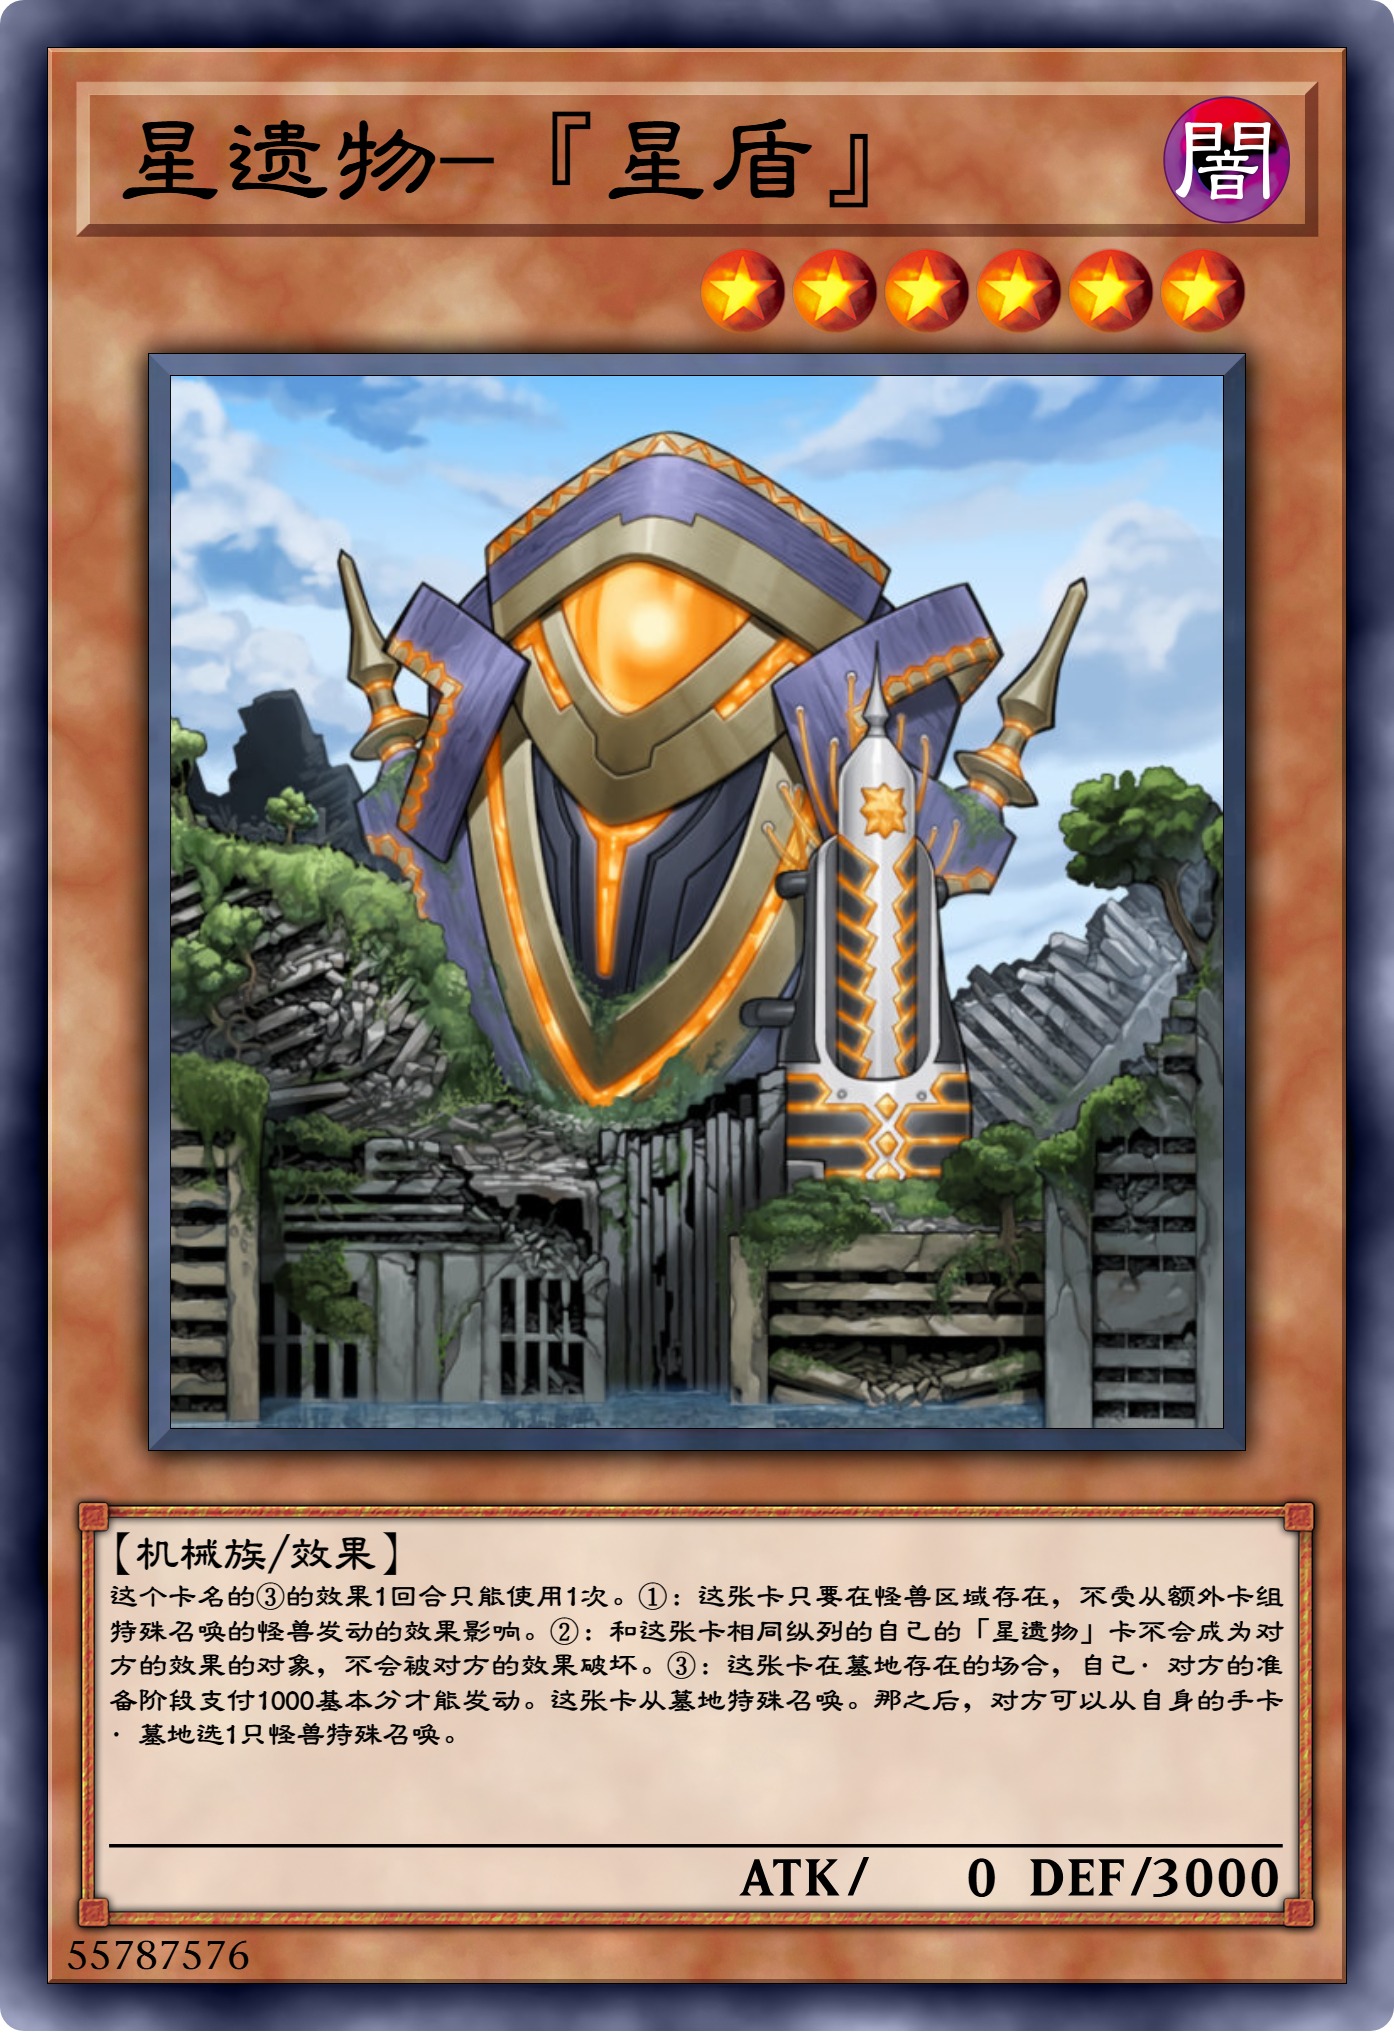 星遗物-『星盾』
闇
【机械族/效果】
这个卡名的③的效果1回合只能使用1次。①：这张卡只要在怪兽区域存在，不受从额外卡组
特殊召唤的怪兽发动的效果影响。②：和这张卡相同纵列的自己的「星遗物」卡不会成为对
方的效果的对象，不会被对方的效果破坏。③：这张卡在墓地存在的场合，自己·对方的准
备阶段支付1000基本分才能发动。这张卡从墓地特殊召唤。那之后，对方可以从自身的手卡
·墓地选1只怪兽特殊召唤。
ATK/ 0 DEF/3000
55787576